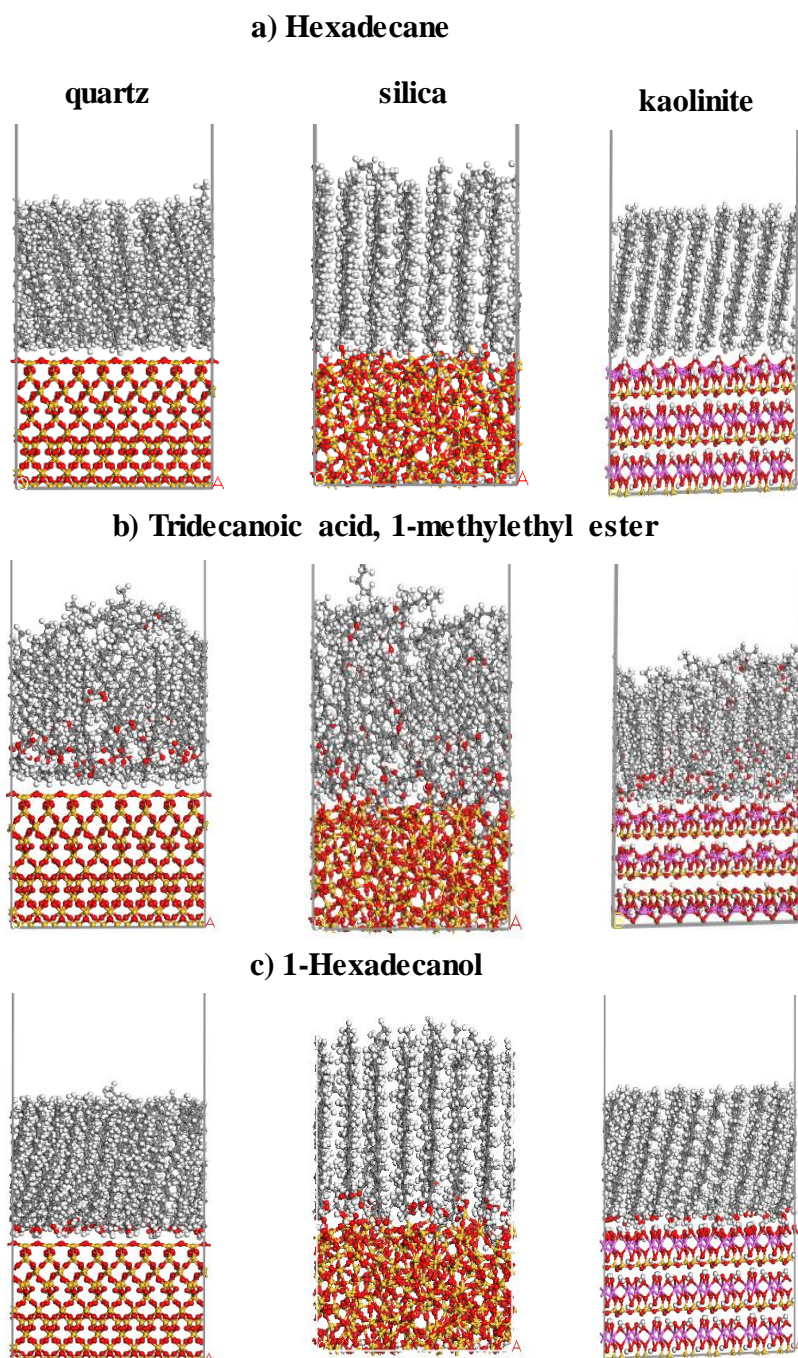 a) Hexadecane
quartz silica kaolinite
A A
b) Tridecanoic acid, 1-methylethyl ester
A A
c) 1-Hexadecanol
A A